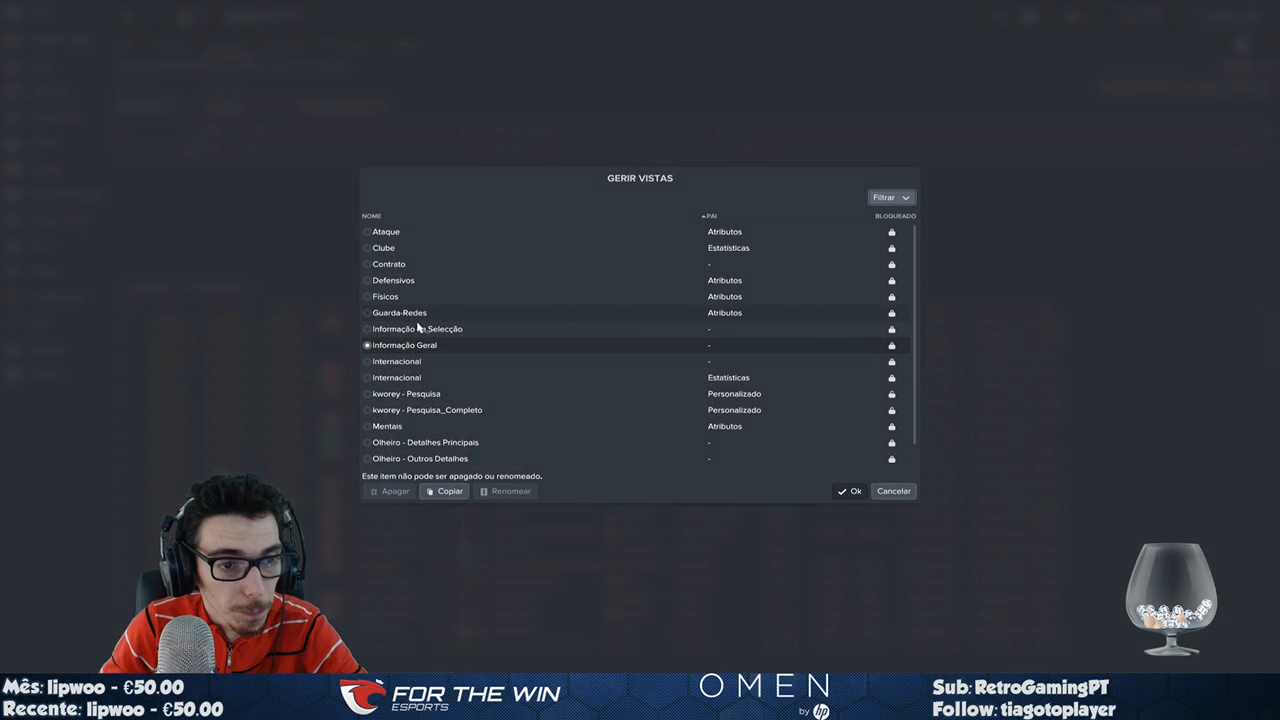 GERIR VISTAS
Filtrar
NOME PAI BLOQUEADO
Ataque Atributos
Clube Estatísticas
Contrato -
Defensivos Atributos
Físicos Atributos
Guarda-Redes Atributos
Informação Selecção -
Informação Geral -
Internacional -
Internacional Estatísticas
kworey - Pesquisa Personalizado
kworey - Pesquisa_Completo Personalizado
Mentais Atributos
Olheiro - Detalhes Principais -
Olheiro - Outros Detalhes -
Este item não pode ser apagado ou renomeado.
Apagar Copiar Renomear Ok Cancelar
Mês: lipwoo - €50.00
Recente: lipwoo - €50.00
FOR THE WIN
ESPORTS
OMEN
by hp
Sub: RetroGamingPT
Follow: tiagotoplayer